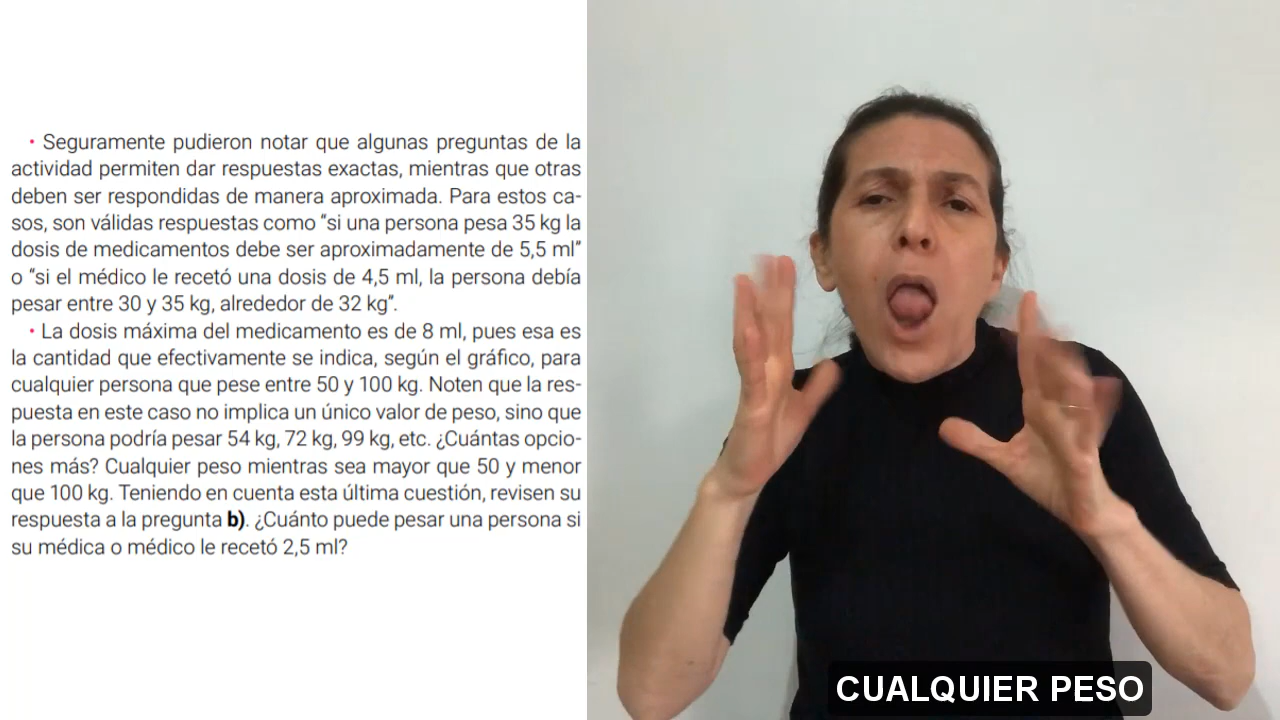 • Seguramente pudieron notar que algunas preguntas de la
actividad permiten dar respuestas exactas, mientras que otras
deben ser respondidas de manera aproximada. Para estos ca-
sos, son válidas respuestas como “si una persona pesa 35 kg la
dosis de medicamentos debe ser aproximadamente de 5,5 ml”
o “si el médico le recetó una dosis de 4,5 ml, la persona debía
pesar entre 30 y 35 kg, alrededor de 32 kg”.
• La dosis máxima del medicamento es de 8 ml, pues esa es
la cantidad que efectivamente se indica, según el gráfico, para
cualquier persona que pese entre 50 y 100 kg. Noten que la res-
puesta en este caso no implica un único valor de peso, sino que
la persona podría pesar 54 kg, 72 kg, 99 kg, etc. ¿Cuántas opcio-
nes más? Cualquier peso mientras sea mayor que 50 y menor
que 100 kg. Teniendo en cuenta esta última cuestión, revisen su
respuesta a la pregunta b). ¿Cuánto puede pesar una persona si
su médica o médico le recetó 2,5 ml?
CUALQUIER PESO